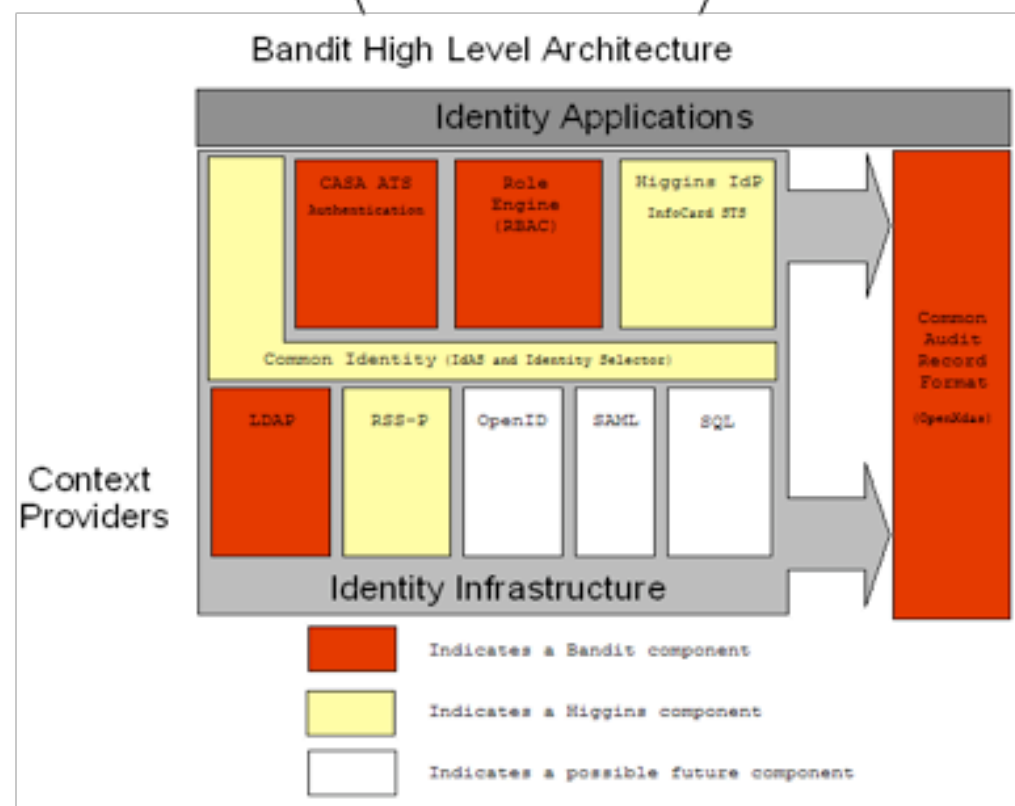 Bandit High Level Architecture
Identity Applications
CASA ATS
Authentication
Role
Engine
(RBAC)
Higgins IdP
InfoCard STS
Common Identity (IdAS and Identity Selector)
Common
Audit
Record
Format
(OpenXdas)
LDAP
RSS-P
OpenID
SAML
SQL
Context
Providers
Identity Infrastructure
Indicates a Bandit component
Indicates a Higgins component
Indicates a possible future component